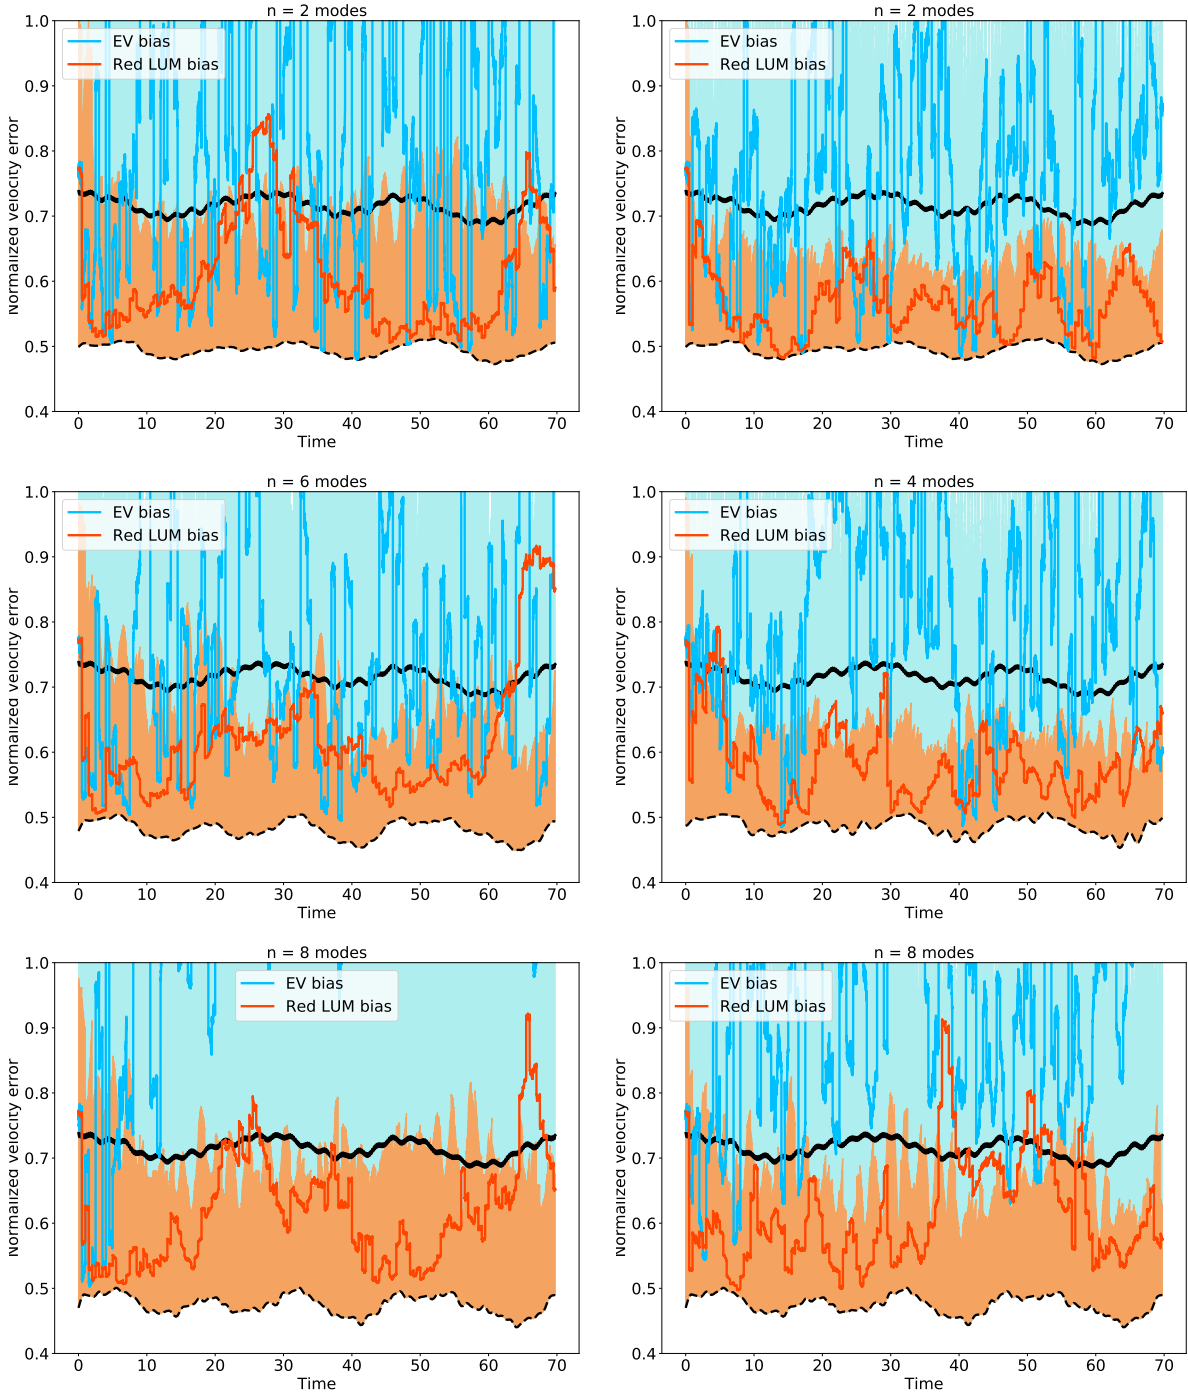 n = 2 modes
EV bias
Red LUM bias
1.0
0.9
0.8
0.7
0.6
0.5
0.4
Normalized velocity error
0 10 20 30 40 50 60 70
Time
n = 2 modes
EV bias
Red LUM bias
1.0
0.9
0.8
0.7
0.6
0.5
0.4
Normalized velocity error
0 10 20 30 40 50 60 70
Time
n = 6 modes
EV bias
Red LUM bias
1.0
0.9
0.8
0.7
0.6
0.5
0.4
Normalized velocity error
0 10 20 30 40 50 60 70
Time
n = 4 modes
EV bias
Red LUM bias
1.0
0.9
0.8
0.7
0.6
0.5
0.4
Normalized velocity error
0 10 20 30 40 50 60 70
Time
n = 8 modes
EV bias
Red LUM bias
1.0
0.9
0.8
0.7
0.6
0.5
0.4
Normalized velocity error
0 10 20 30 40 50 60 70
Time
n = 8 modes
EV bias
Red LUM bias
1.0
0.9
0.8
0.7
0.6
0.5
0.4
Normalized velocity error
0 10 20 30 40 50 60 70
Time